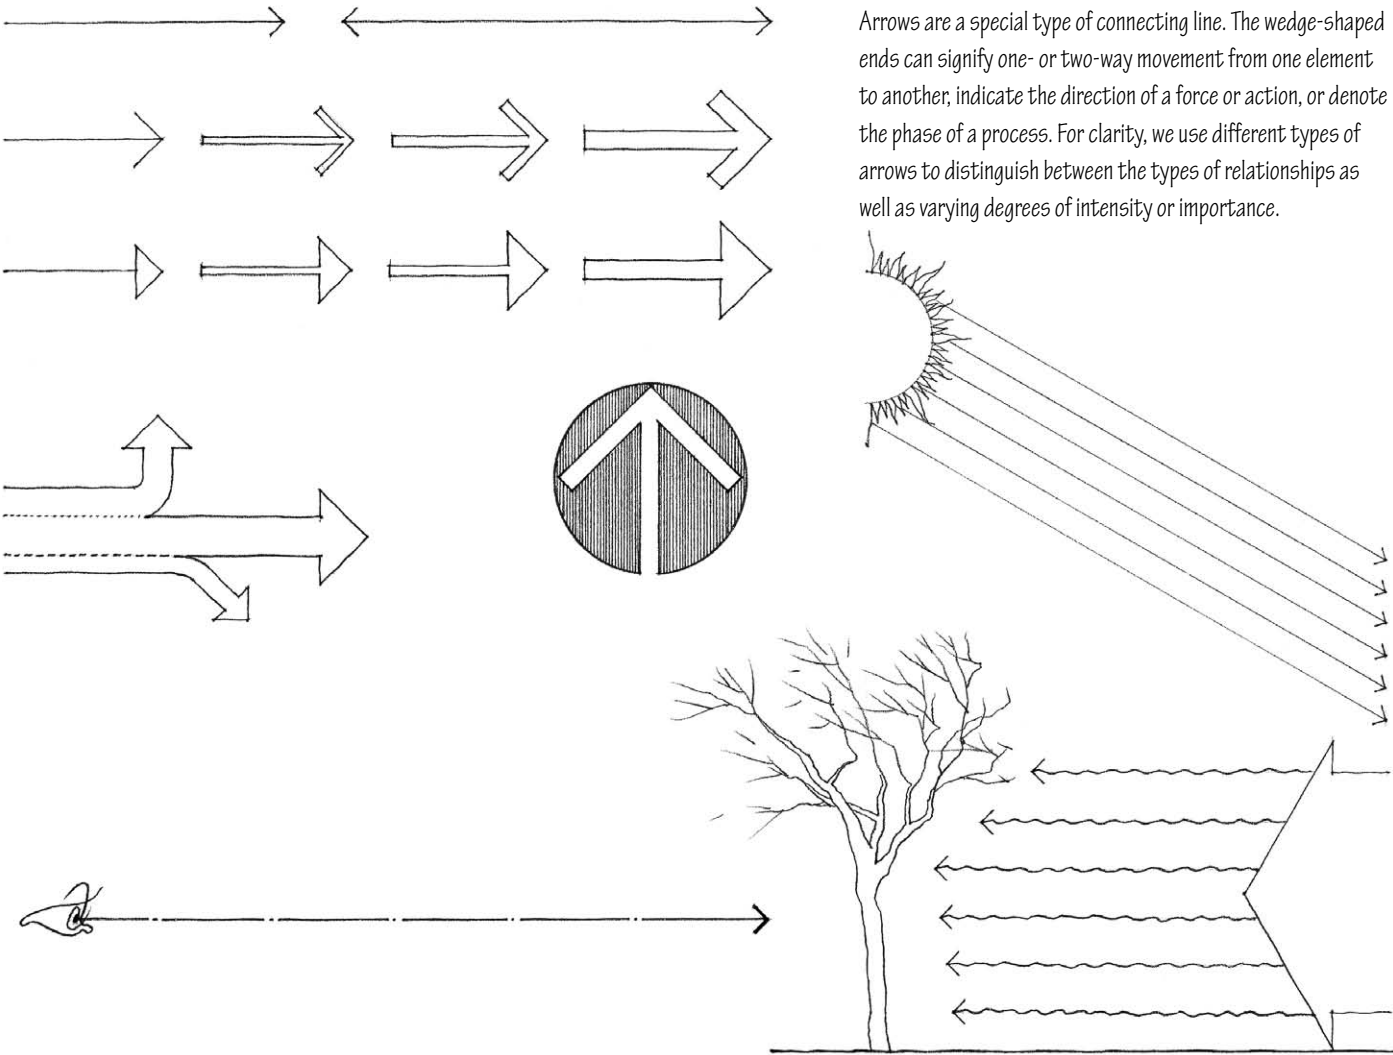 Arrows are a special type of connecting line. The wedge-shaped
ends can signify one- or two-way movement from one element
to another, indicate the direction of a force or action, or denote
the phase of a process. For clarity, we use different types of
arrows to distinguish between the types of relationships as
well as varying degrees of intensity or importance.